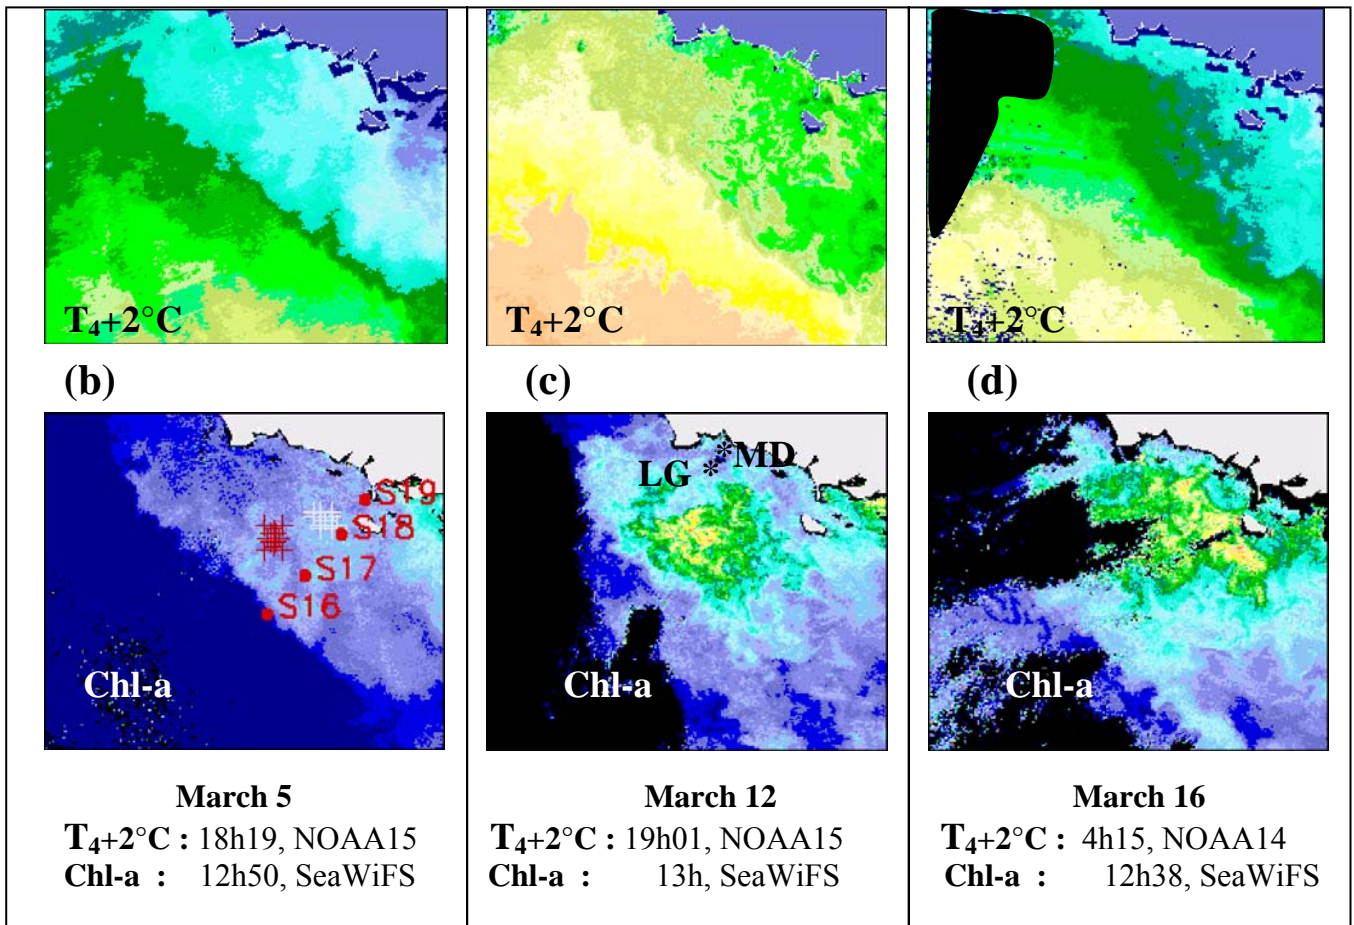 T₄+2°C
T₄+2°C
T₄+2°C
(b)
(c)
(d)
S19
S18
S17
S16
Chl-a
MD
LG
Chl-a
Chl-a
March 5
T₄+2°C : 18h19, NOAA15
Chl-a : 12h50, SeaWiFS
March 12
T₄+2°C : 19h01, NOAA15
Chl-a : 13h, SeaWiFS
March 16
T₄+2°C : 4h15, NOAA14
Chl-a : 12h38, SeaWiFS